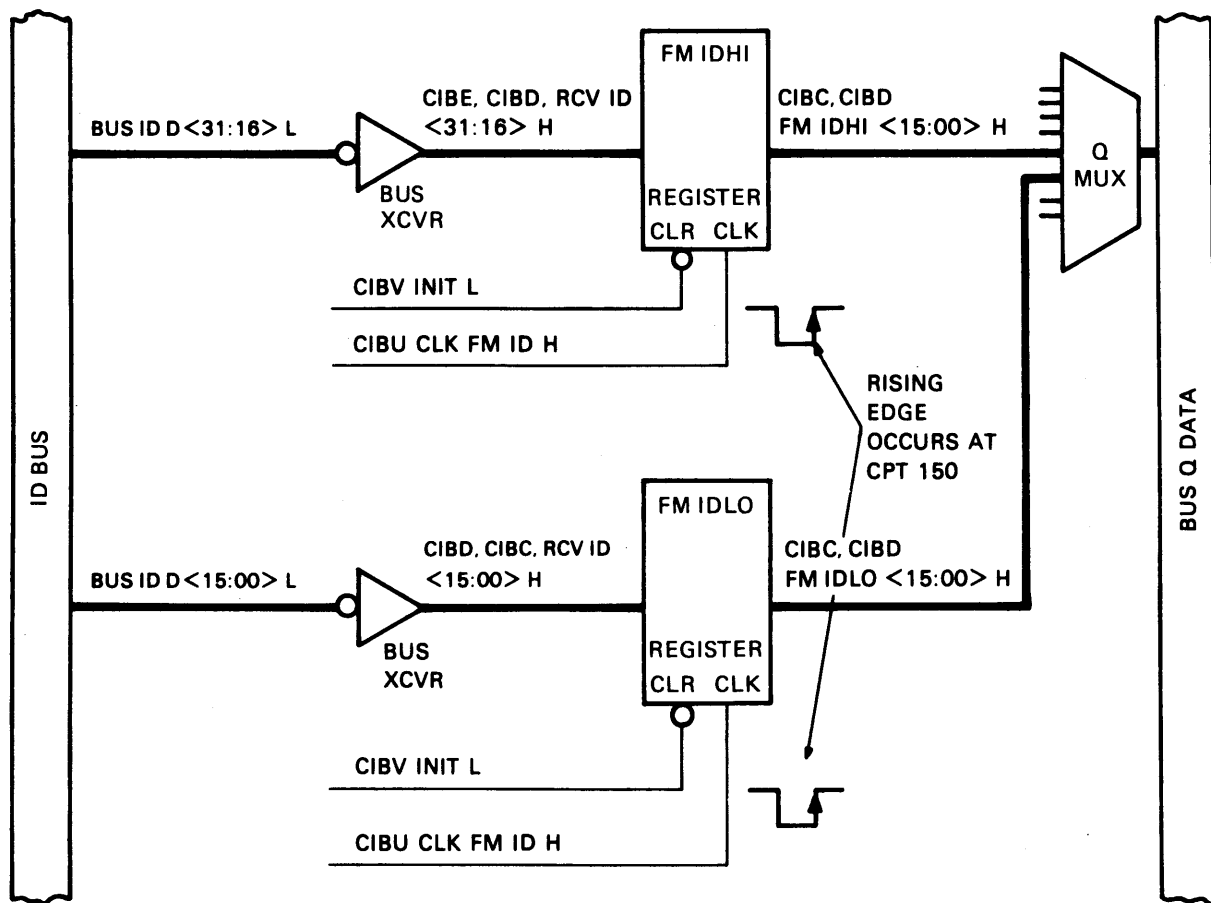 FM IDHI
CIBE, CIBD, RCV ID
<31:16> H
CIBC, CIBD
FM IDHI <15:00> H
BUS ID D<31:16> L
BUS
XCVR
Q
MUX
REGISTER
CLR CLK
CIBV INIT L
CIBU CLK FM ID H
RISING
EDGE
OCCURS AT
CPT 150
ID BUS
BUS Q DATA
FM IDLO
CIBD, CIBC, RCV ID
<15:00> H
CIBC, CIBD
FM IDLO <15:00> H
BUS ID D<15:00> L
BUS
XCVR
REGISTER
CLR CLK
CIBV INIT L
CIBU CLK FM ID H